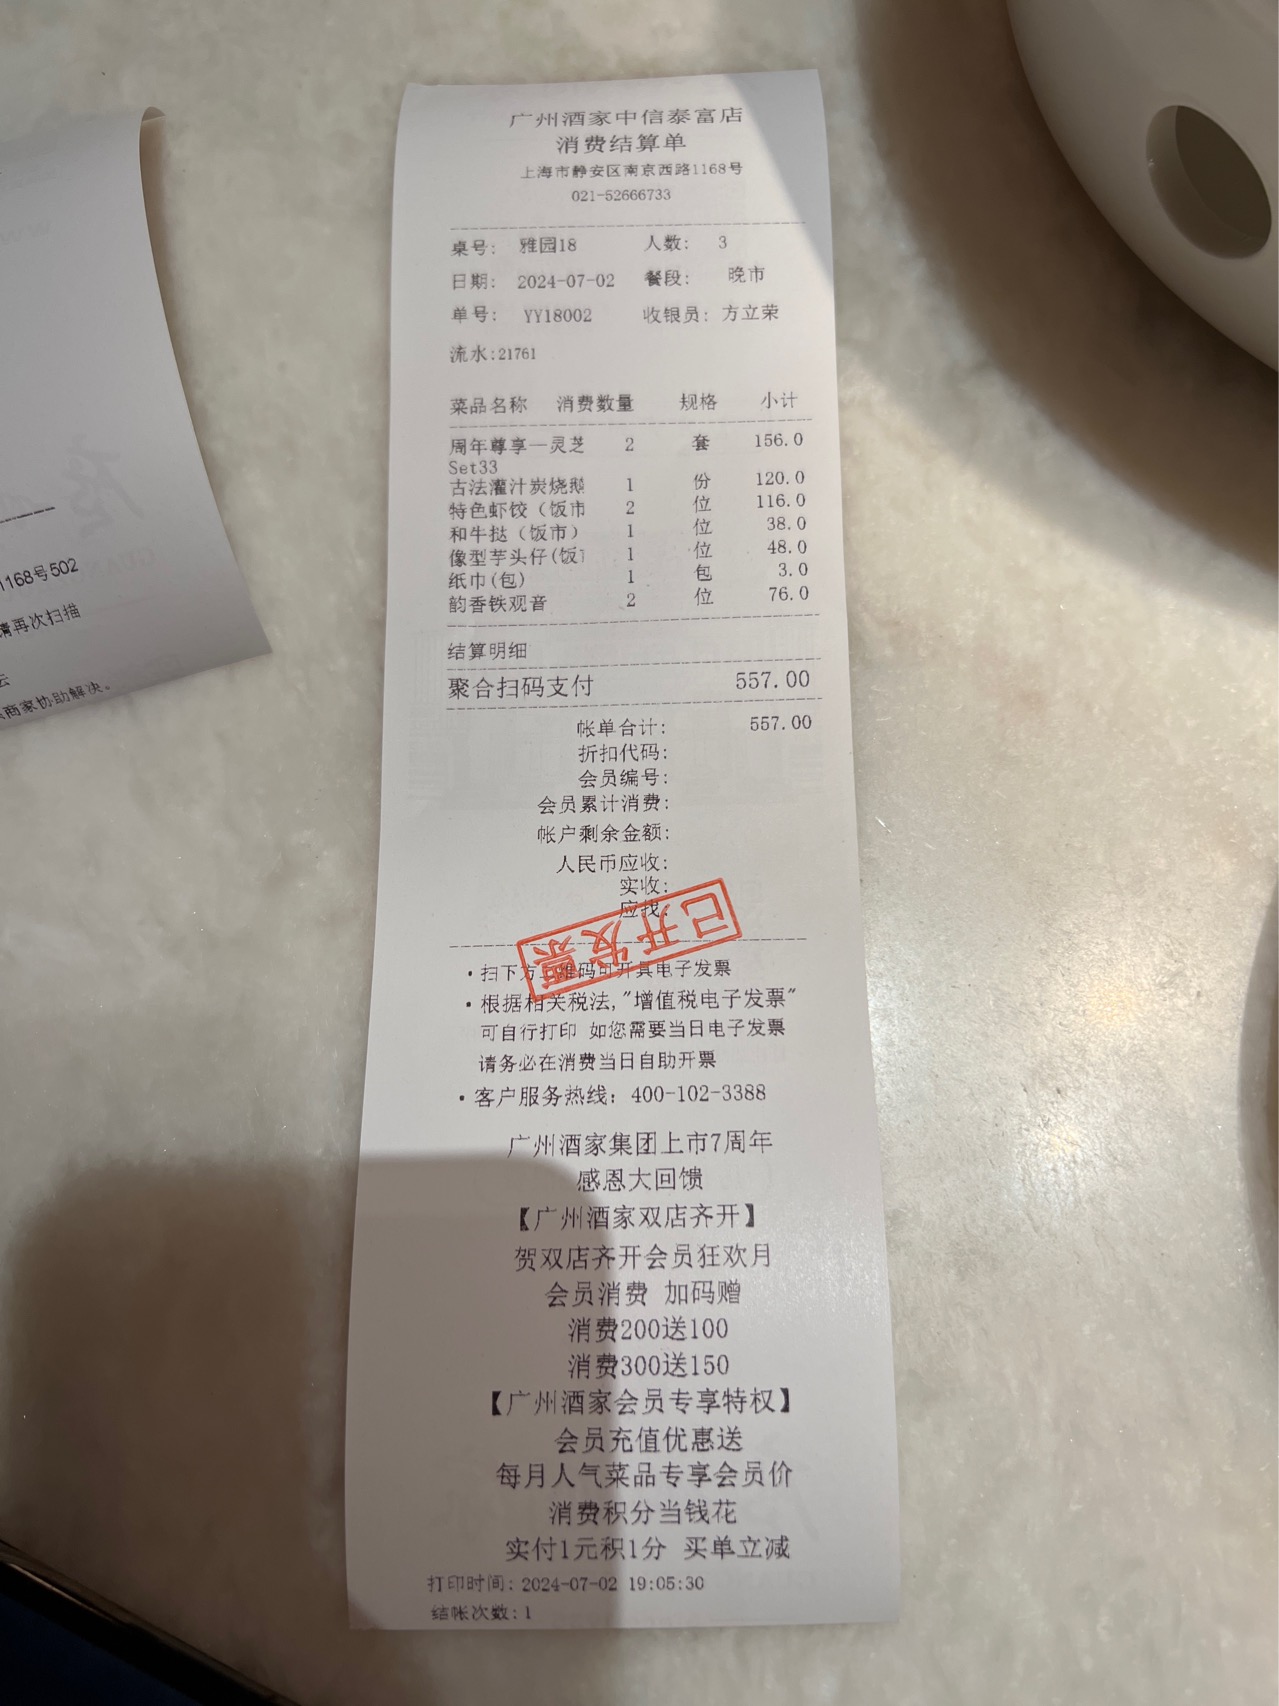 广州酒家中信泰富店
消费结算单
上海市静安区南京西路1168号
021-52666733
桌号: 雅园18 人数: 3
日期: 2024-07-02 餐段: 晚市
单号: YY18002 收银员: 方立荣
流水:21761
菜品名称 消费数量 规格 小计
周年尊享—灵芝 2 套 156.0
Set33
古法灌汁炭烧鹅 1 份 120.0
特色虾饺（饭市 2 位 116.0
和牛挞（饭市） 1 位 38.0
像型芋头仔(饭 1 位 48.0
纸巾(包) 1 包 3.0
韵香铁观音 2 位 76.0
结算明细
聚合扫码支付 557.00
帐单合计: 557.00
折扣代码:
会员编号:
会员累计消费:
帐户剩余金额:
人民币应收:
实收:
应找:
已开发票
·扫下方二维码可开具电子发票
·根据相关税法,"增值税电子发票"
可自行打印 如您需要当日电子发票
请务必在消费当日自助开票
·客户服务热线: 400-102-3388
广州酒家集团上市7周年
感恩大回馈
【广州酒家双店齐开】
贺双店齐开会员狂欢月
会员消费 加码赠
消费200送100
消费300送150
【广州酒家会员专享特权】
会员充值优惠送
每月人气菜品专享会员价
消费积分当钱花
实付1元积1分 买单立减
打印时间: 2024-07-02 19:05:30
结帐次数: 1
1168号502
请再次扫描
商家协助解决。